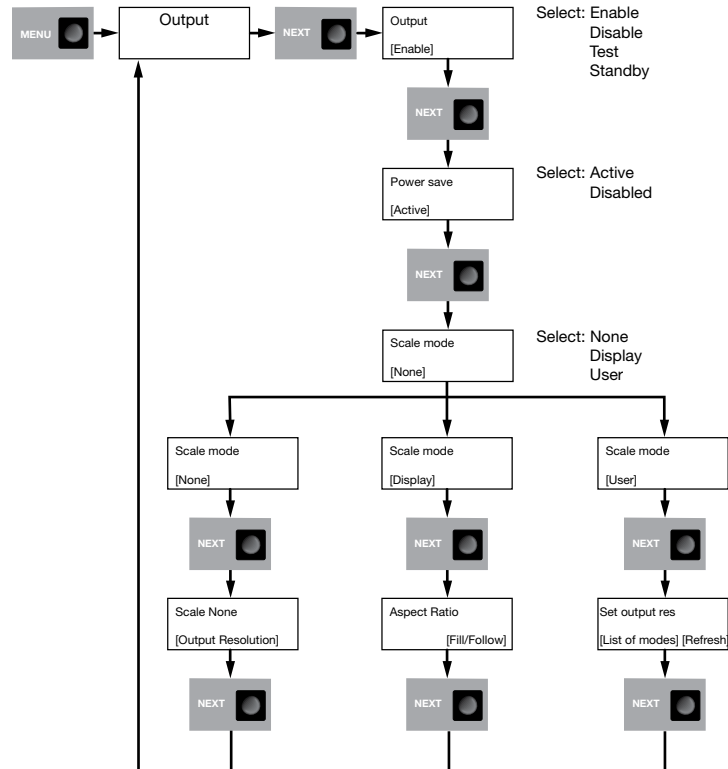 MENU
Output
NEXT
Output
[Enable]
Select: Enable
Disable
Test
Standby
NEXT
Power save
[Active]
Select: Active
Disabled
NEXT
Scale mode
[None]
Select: None
Display
User
Scale mode
[None]
Scale mode
[Display]
Scale mode
[User]
NEXT
NEXT
NEXT
Scale None
[Output Resolution]
Aspect Ratio
[Fill/Follow]
Set output res
[List of modes] [Refresh]
NEXT
NEXT
NEXT